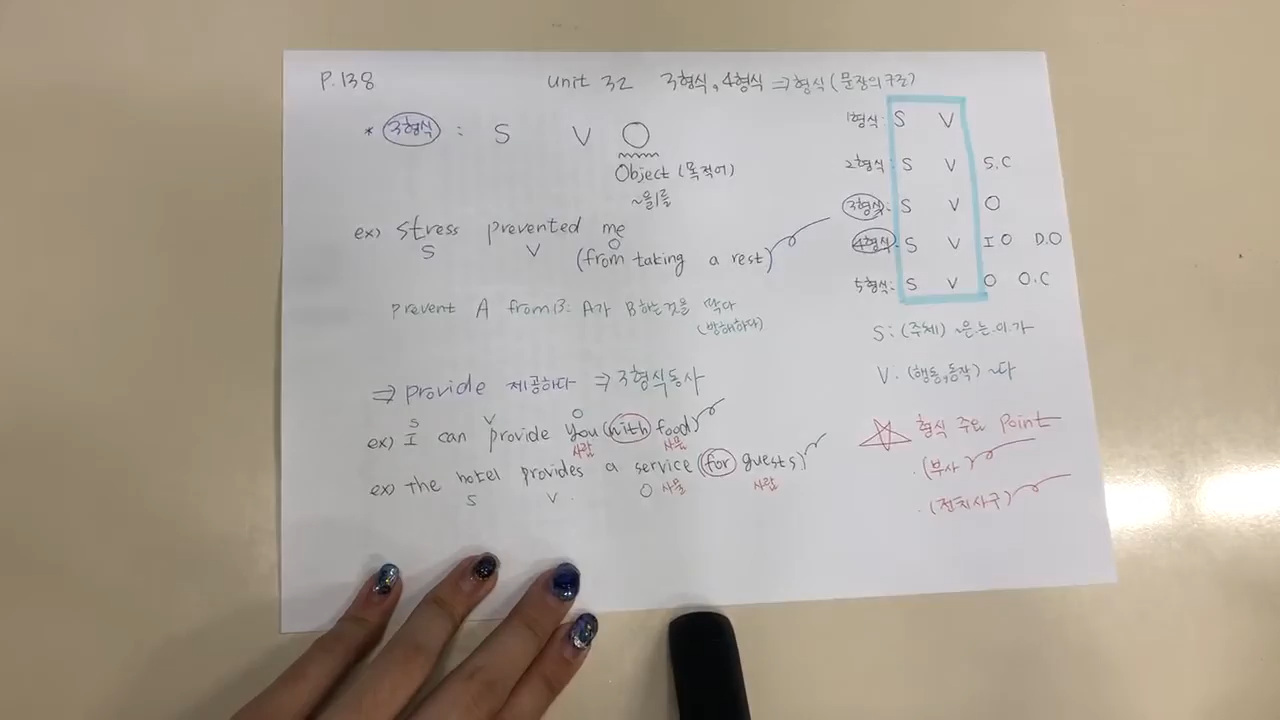 P.138
unit 32 3형식, 4형식 ⇒ 형식 (문장의 구조)
* 3형식 : S V O
Object (목적어)
~을/를
ex) Stress prevented me
S V O
(from taking a rest)
prevent A from B: A가 B하는것을 막다
(방해하다)
⇒ provide 제공하다 ⇒ 3형식동사
S V O
ex) I can provide you (with food)
사람 사물
ex) the hotel provides a service (for guests)
S V. O 사물 사람
1형식: S V
2형식: S V S.C
3형식: S V O
4형식: S V I O D.O
5형식: S V O O.C
S: (주체) ~은.는.이.가
V. (행동,동작) ~다
☆ 형식 주요 Point
. (부사)
. (전치사구)